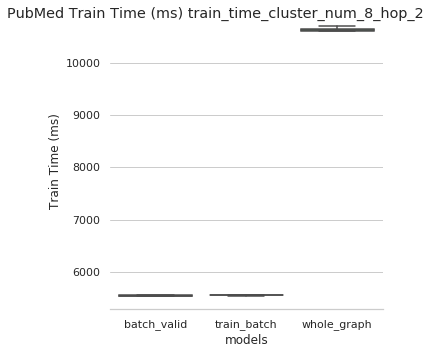 PubMed Train Time (ms) train_time_cluster_num_8_hop_2
10000
9000
8000
7000
6000
Train Time (ms)
batch_valid train_batch whole_graph
models